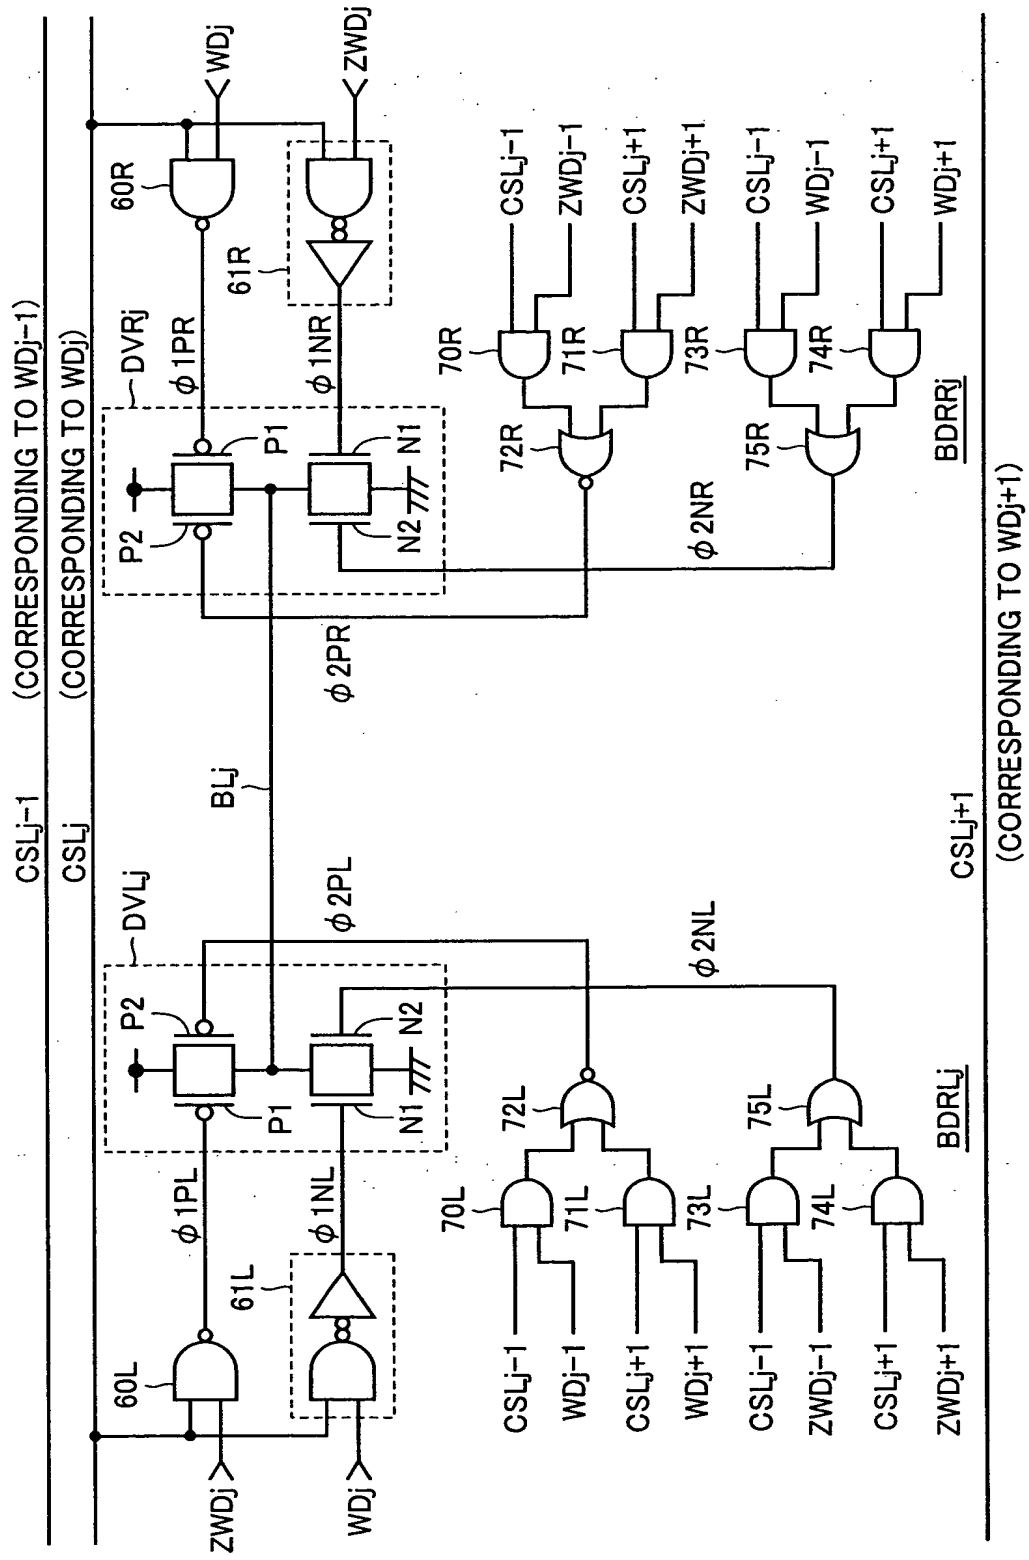 CSLj-1 (CORRESPONDING TO WDj-1)
CSLj (CORRESPONDING TO WDj)
ZWDj
WDj
60L
61L
φ1PL
φ1NL
DVLj
P1
P2
N1
N2
φ2PL
φ2NL
BLj
DVRj
P2
P1
N2
N1
φ1PR
φ1NR
φ2PR
φ2NR
60R
61R
WDj
ZWDj
CSLj-1
WDj-1
CSLj+1
WDj+1
CSLj-1
ZWDj-1
CSLj+1
ZWDj+1
70L
71L
72L
73L
74L
75L
BDRLj
70R
71R
72R
73R
74R
75R
BDRRj
CSLj-1
ZWDj-1
CSLj+1
ZWDj+1
CSLj-1
WDj-1
CSLj+1
WDj+1
CSLj+1
(CORRESPONDING TO WDj+1)